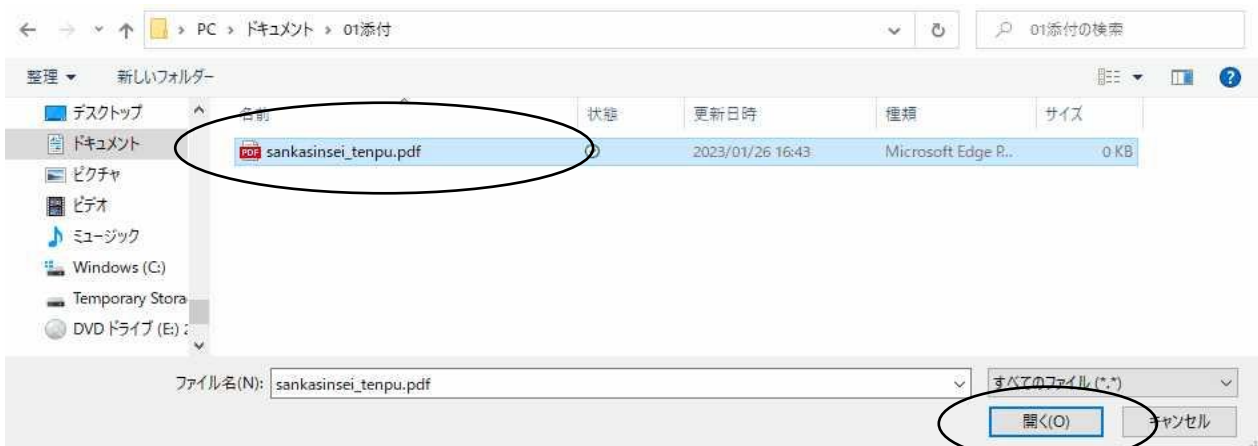 PC › ドキュメント › 01添付
01添付の検索
整理 新しいフォルダー
デスクトップ
ドキュメント
ピクチャ
ビデオ
ミュージック
Windows (C:)
Temporary Stora
DVD ドライブ (E:) 2
名前 状態 更新日時 種類 サイズ
PDF sankasinsei_tenpu.pdf 2023/01/26 16:43 Microsoft Edge P... 0 KB
ファイル名(N): sankasinsei_tenpu.pdf すべてのファイル (*.*)
開く(O) キャンセル